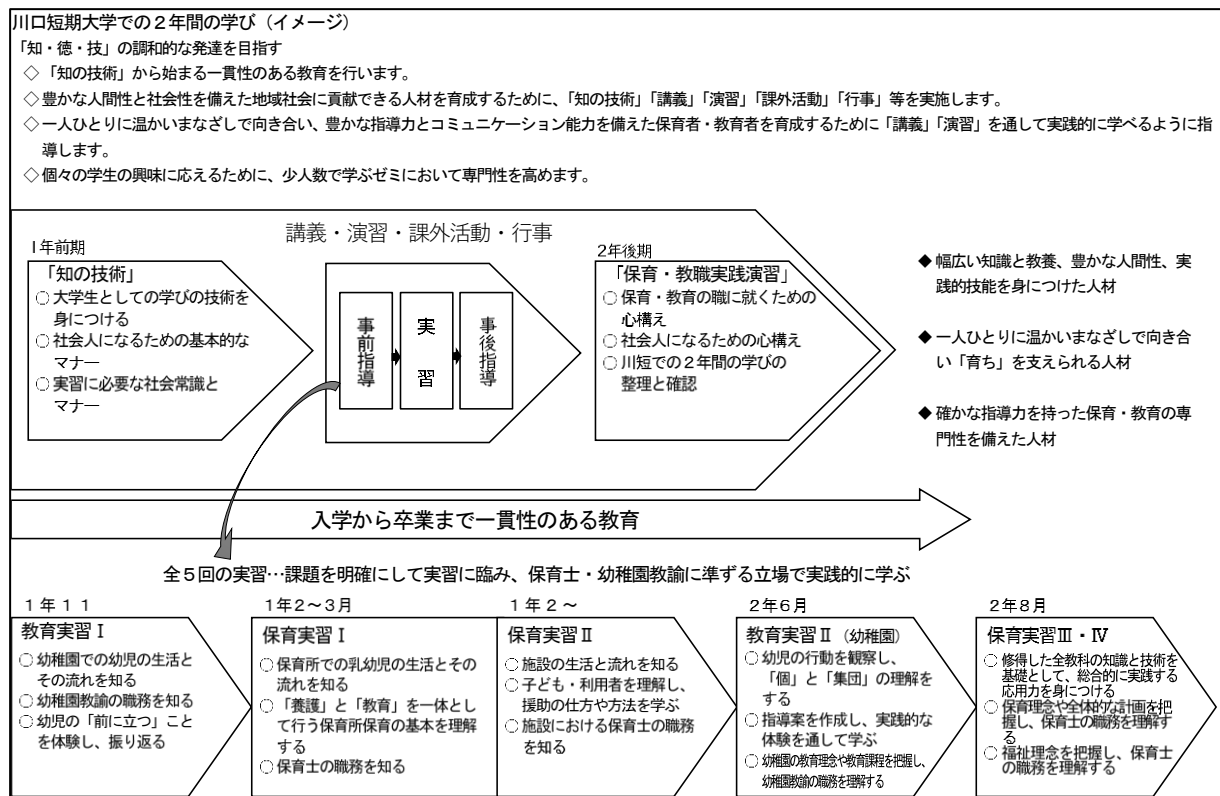 川口短期大学での２年間の学び（イメージ）
「知・徳・技」の調和的な発達を目指す
◇「知の技術」から始まる一貫性のある教育を行います。
◇豊かな人間性と社会性を備えた地域社会に貢献できる人材を育成するために、「知の技術」「講義」「演習」「課外活動」「行事」等を実施します。
◇一人ひとりに温かいまなざしで向き合い、豊かな指導力とコミュニケーション能力を備えた保育者・教育者を育成するために「講義」「演習」を通して実践的に学べるように指
導します。
◇個々の学生の興味に応えるために、少人数で学ぶゼミにおいて専門性を高めます。
講義・演習・課外活動・行事
1年前期
「知の技術」
○大学生としての学びの技術を
身につける
○社会人になるための基本的な
マナー
○実習に必要な社会常識と
マナー
事前指導
実習
事後指導
2年後期
「保育・教職実践演習」
○保育・教育の職に就くための
心構え
○社会人になるための心構え
○川短での２年間の学びの
整理と確認
◆幅広い知識と教養、豊かな人間性、実
践的技能を身につけた人材
◆一人ひとりに温かいまなざしで向き合
い「育ち」を支えられる人材
◆確かな指導力を持った保育・教育の専
門性を備えた人材
入学から卒業まで一貫性のある教育
全５回の実習…課題を明確にして実習に臨み、保育士・幼稚園教諭に準ずる立場で実践的に学ぶ
１年１１
教育実習Ⅰ
○幼稚園での幼児の生活と
その流れを知る
○幼稚園教諭の職務を知る
○幼児の「前に立つ」こと
を体験し、振り返る
1年２～３月
保育実習Ⅰ
○保育所での乳幼児の生活とその
流れを知る
○「養護」と「教育」を一体とし
て行う保育所保育の基本を理解
する
○保育士の職務を知る
１年２～
保育実習Ⅱ
○施設の生活と流れを知る
○子ども・利用者を理解し、
援助の仕方や方法を学ぶ
○施設における保育士の職務
を知る
2年６月
教育実習Ⅱ（幼稚園）
○幼児の行動を観察し、
「個」と「集団」の理解を
する
○指導案を作成し、実践的な
体験を通して学ぶ
○幼稚園の教育理念や教育課程を把握し、
幼稚園教諭の職務を理解する
2年８月
保育実習Ⅲ・Ⅳ
○修得した全教科の知識と技術を
基礎として、総合的に実践する
応用力を身につける
○保育理念や全体的な計画を把
握し、保育士の職務を理解す
る
○福祉理念を把握し、保育士
の職務を理解する